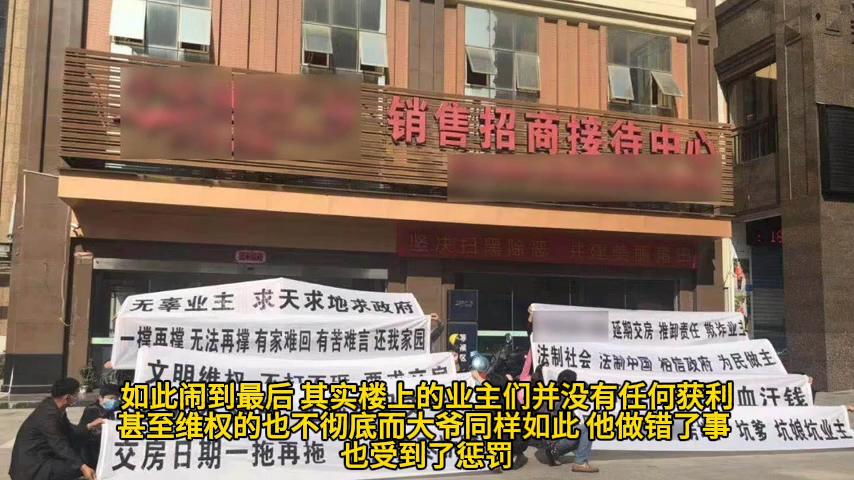 销售招商接待中心
坚决扫黑除恶
无辜业主 求天求地求政府
一撑再撑 无法再撑 有家难回 有苦难言 还我家园
文明维权
交房日期一拖再拖
延期交房 推卸责任 欺诈业主
法制社会 法制中国 相信政府 为民做主
血汗钱
坑爹 坑娘坑业主
如此闹到最后 其实楼上的业主们并没有任何获利
甚至维权的也不彻底而大爷同样如此 他做错了事
也受到了惩罚